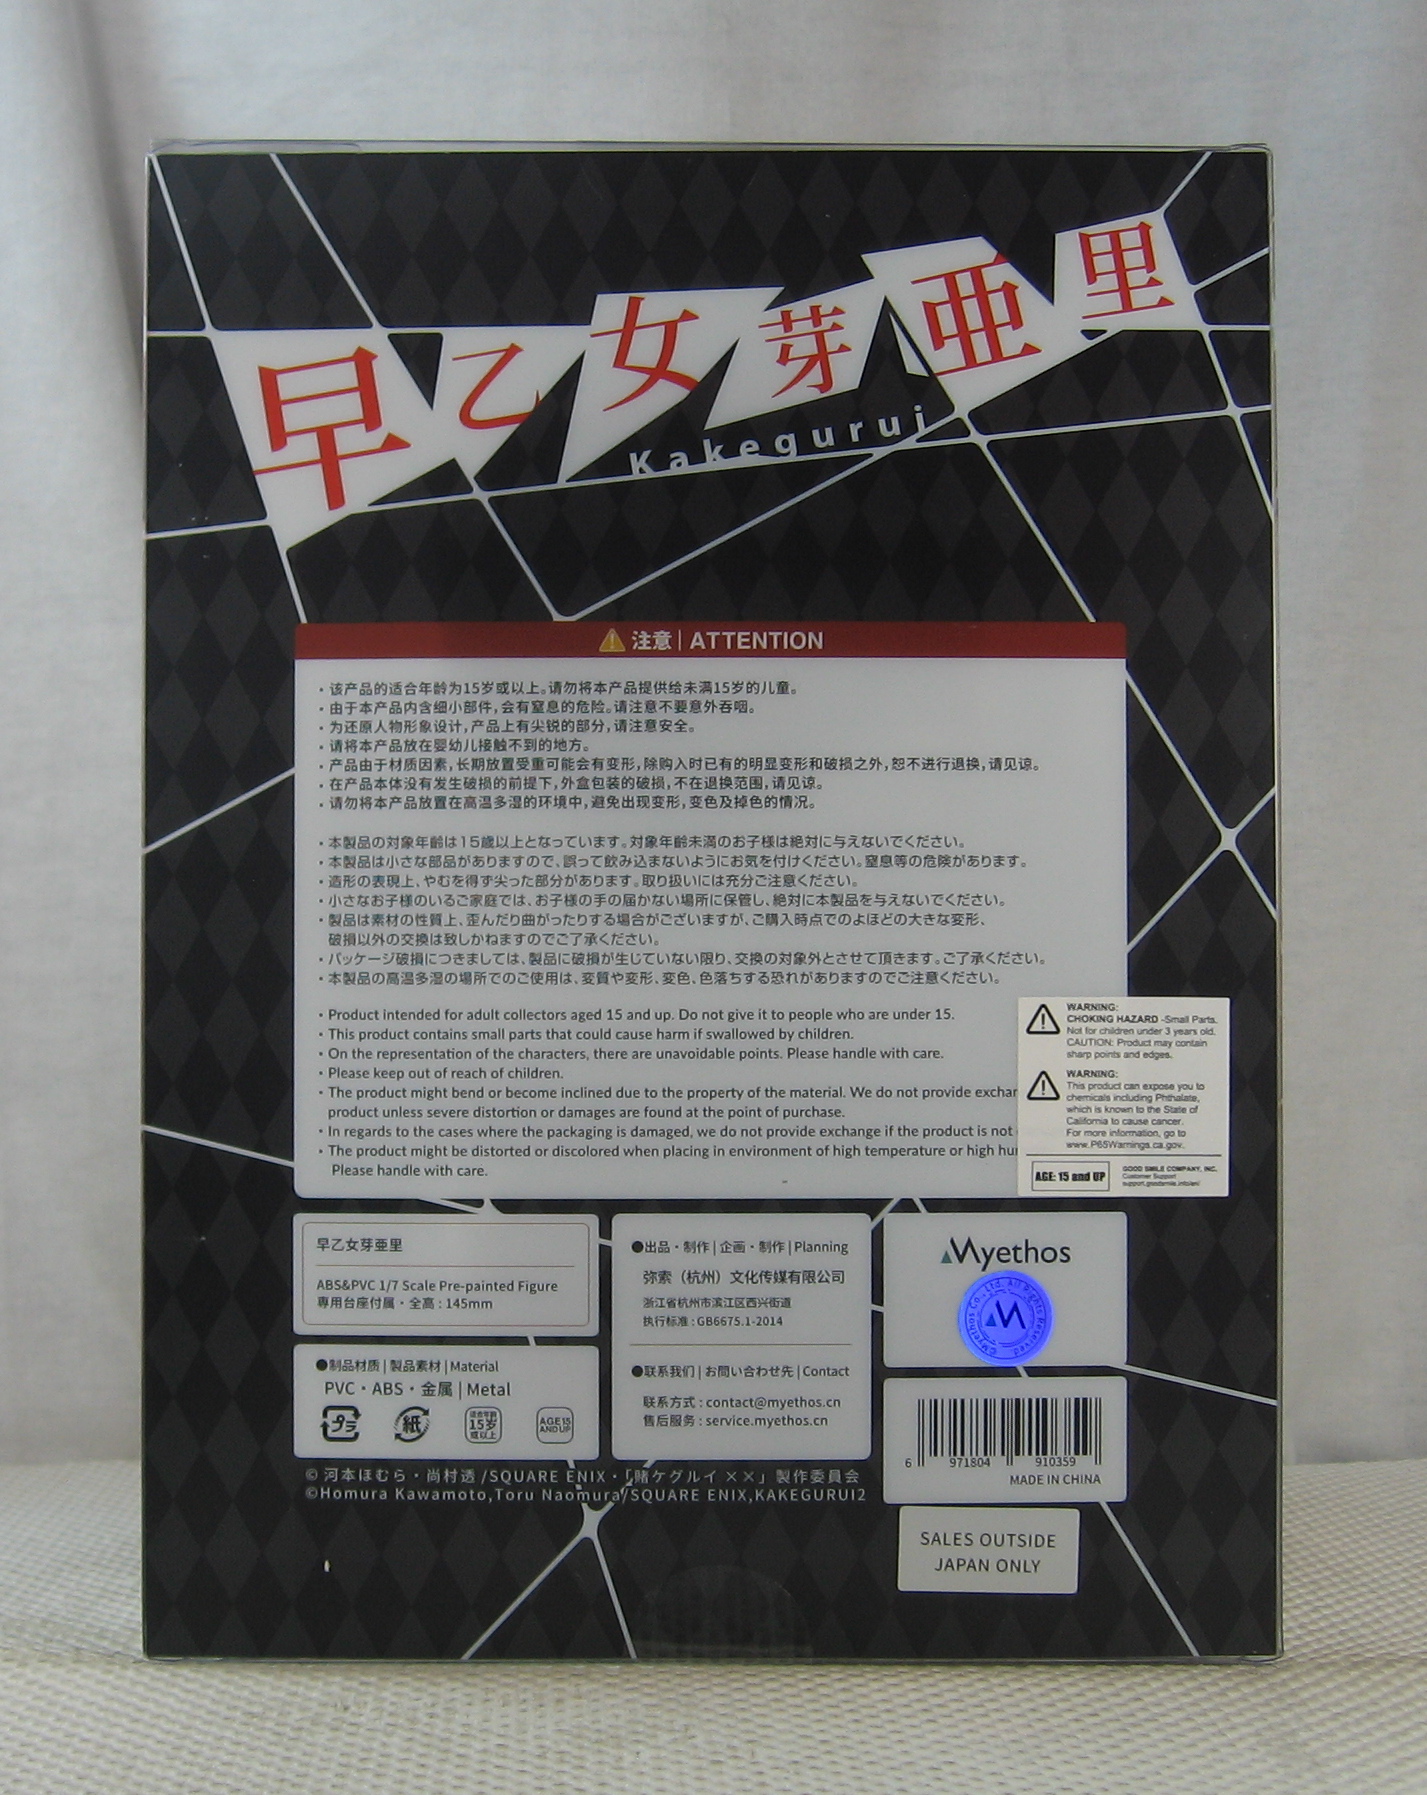 早乙女芽亜里
Kakegurui
注意 | ATTENTION
・该产品的适合年龄为15岁或以上。请勿将本产品提供给未满15岁的儿童。
・由于本产品内含细小部件，会有窒息的危险。请注意不要意外吞咽。
・为还原人物形象设计，产品上有尖锐的部分，请注意安全。
・请将本产品放在婴幼儿接触不到的地方。
・产品由于材质因素，长期放置受重可能会有变形，除购入时已有的明显变形和破损之外，恕不进行退换，请见谅。
・在产品本体没有发生破损的前提下，外盒包装的破损，不在退换范围，请见谅。
・请勿将本产品放置在高温多湿的环境中，避免出现变形，变色及掉色的情况。
・本製品の対象年齢は15歳以上となっています。対象年齢未満のお子様は絶対に与えないでください。
・本製品は小さな部品がありますので、誤って飲み込まないようにお気を付けください。窒息等の危険があります。
・造形の表現上、やむを得ず尖った部分があります。取り扱いには充分ご注意ください。
・小さなお子様のいるご家庭では、お子様の手の届かない場所に保管し、絶対に本製品を与えないでください。
・製品は素材の性質上、歪んだり曲がったりする場合がございますが、ご購入時点でのよほどの大きな変形、
破損以外の交換は致しかねますのでご了承ください。
・パッケージ破損につきましては、製品に破損が生じていない限り、交換の対象外とさせて頂きます。ご了承ください。
・本製品の高温多湿の場所でのご使用は、変質や変形、変色、色落ちする恐れがありますのでご注意ください。
・Product intended for adult collectors aged 15 and up. Do not give it to people who are under 15.
・This product contains small parts that could cause harm if swallowed by children.
・On the representation of the characters, there are unavoidable points. Please handle with care.
・Please keep out of reach of children.
・The product might bend or become inclined due to the property of the material. We do not provide exchan
product unless severe distortion or damages are found at the point of purchase.
・In regards to the cases where the packaging is damaged, we do not provide exchange if the product is not
・The product might be distorted or discolored when placing in environment of high temperature or high hu
Please handle with care.
WARNING:
CHOKING HAZARD -Small Parts.
Not for children under 3 years old.
CAUTION: Product may contain
sharp points and edges.
WARNING:
This product can expose you to
chemicals including Phthalate,
which is known to the State of
California to cause cancer.
For more information, go to
www.P65Warnings.ca.gov.
AGE: 15 and UP
GOOD SMILE COMPANY, INC.
Customer Support
早乙女芽亜里
ABS&PVC 1/7 Scale Pre-painted Figure
専用台座付属・全高：145mm
●制品材质 | 製品素材 | Material
PVC・ABS・金属 | Metal
プラ
紙
适合年龄
15岁
或以上
AGE 15
AND UP
●出品・制作 | 企画・制作 | Planning
弥索（杭州）文化传媒有限公司
浙江省杭州市滨江区西兴街道
执行标准：GB6675.1-2014
●联系我们 | お問い合わせ先 | Contact
联系方式：contact@myethos.cn
售后服务：service.myethos.cn
Myethos
©Myethos Co., Ltd. All Rights Reserved.
6 971804 910359
MADE IN CHINA
© 河本ほむら・尚村透 /SQUARE ENIX・「賭ケグルイ ××」製作委員会
©Homura Kawamoto,Toru Naomura/SQUARE ENIX,KAKEGURUI2
SALES OUTSIDE
JAPAN ONLY